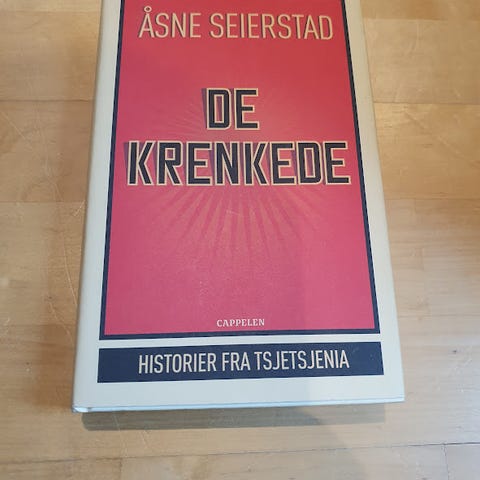 ÅSNE SEIERSTAD
DE
KRENKEDE
CAPPELEN
HISTORIER FRA TSJETSJENIA